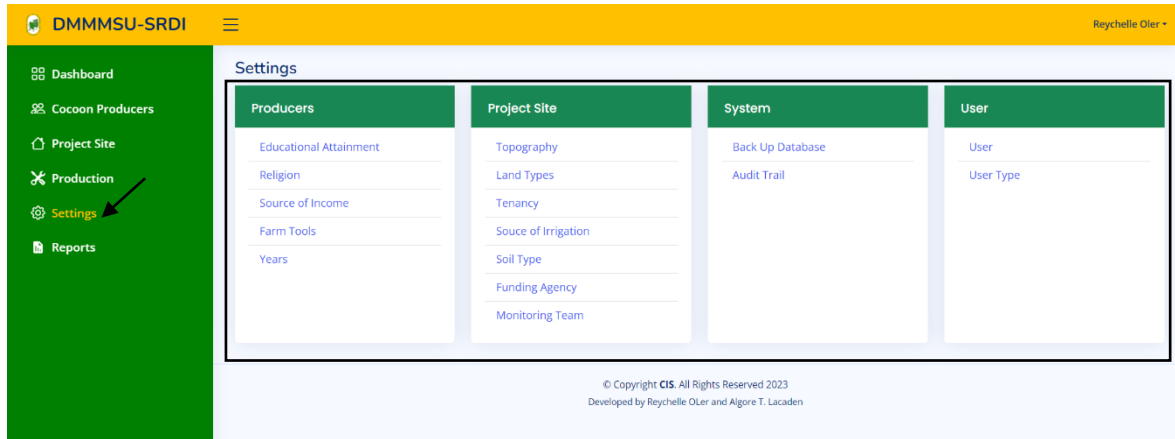 DMMMSU-SRDI
Reychelle Oler
Dashboard
Cocoon Producers
Project Site
Production
Settings
Reports
Settings
Producers
Educational Attainment
Religion
Source of Income
Farm Tools
Years
Project Site
Topography
Land Types
Tenancy
Souce of Irrigation
Soil Type
Funding Agency
Monitoring Team
System
Back Up Database
Audit Trail
User
User
User Type
© Copyright CIS. All Rights Reserved 2023
Developed by Reychelle OLer and Algore T. Lacaden